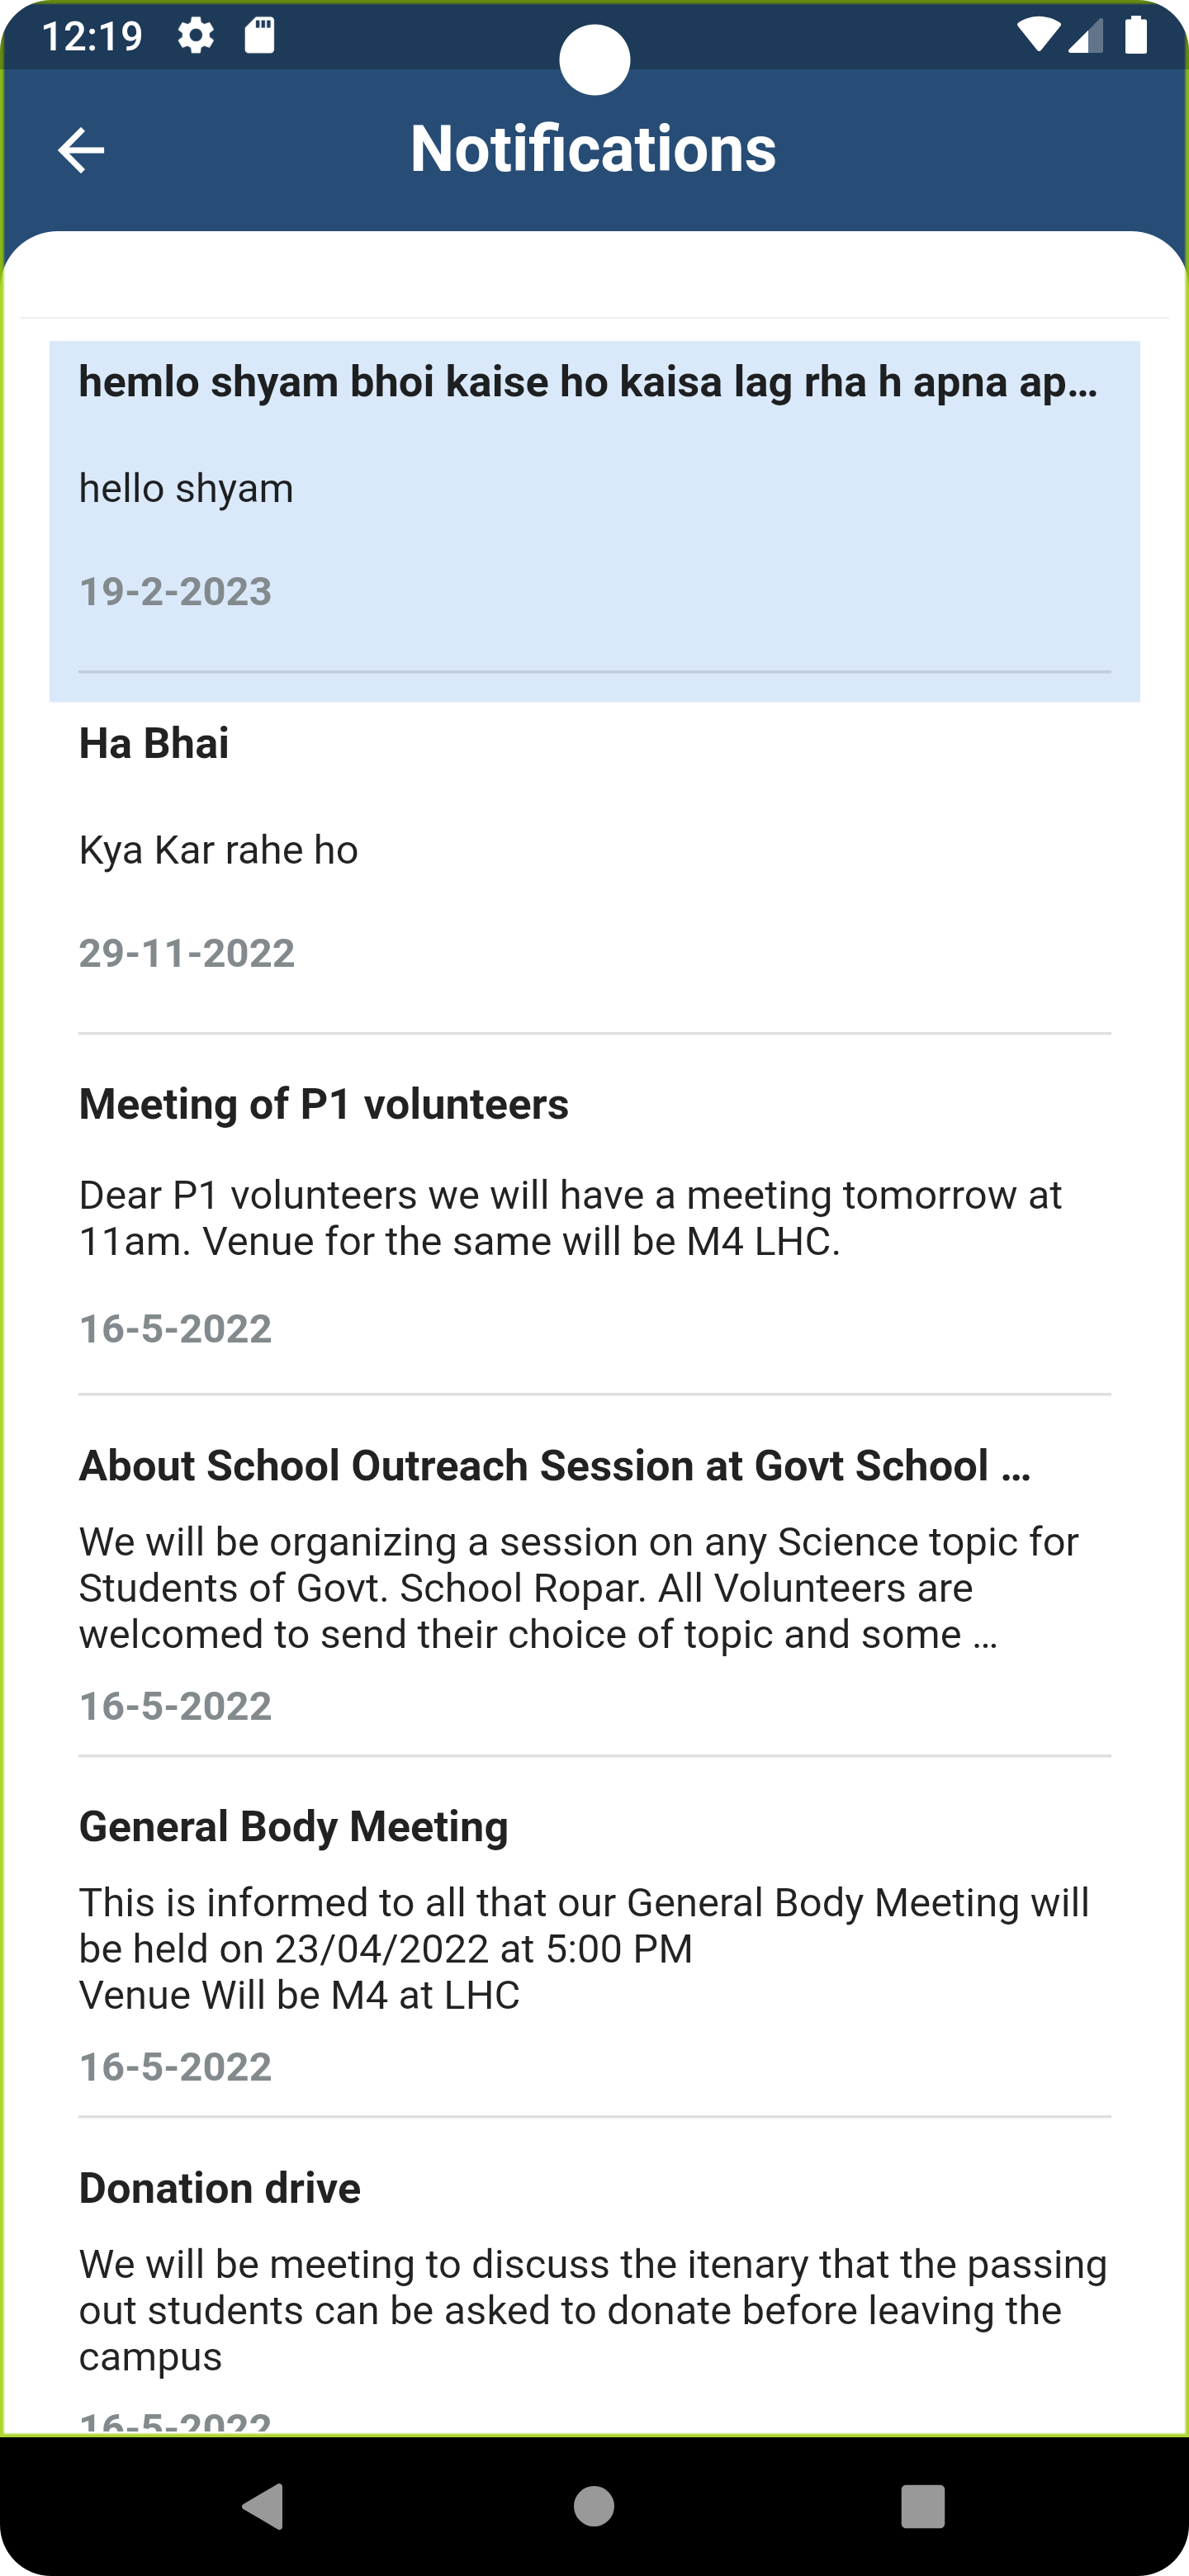 12:19
Notifications
hemlo shyam bhoi kaise ho kaisa lag rha h apna ap...
hello shyam
19-2-2023
Ha Bhai
Kya Kar rahe ho
29-11-2022
Meeting of P1 volunteers
Dear P1 volunteers we will have a meeting tomorrow at
11am. Venue for the same will be M4 LHC.
16-5-2022
About School Outreach Session at Govt School ...
We will be organizing a session on any Science topic for
Students of Govt. School Ropar. All Volunteers are
welcomed to send their choice of topic and some ...
16-5-2022
General Body Meeting
This is informed to all that our General Body Meeting will
be held on 23/04/2022 at 5:00 PM
Venue Will be M4 at LHC
16-5-2022
Donation drive
We will be meeting to discuss the itenary that the passing
out students can be asked to donate before leaving the
campus
16-5-2022